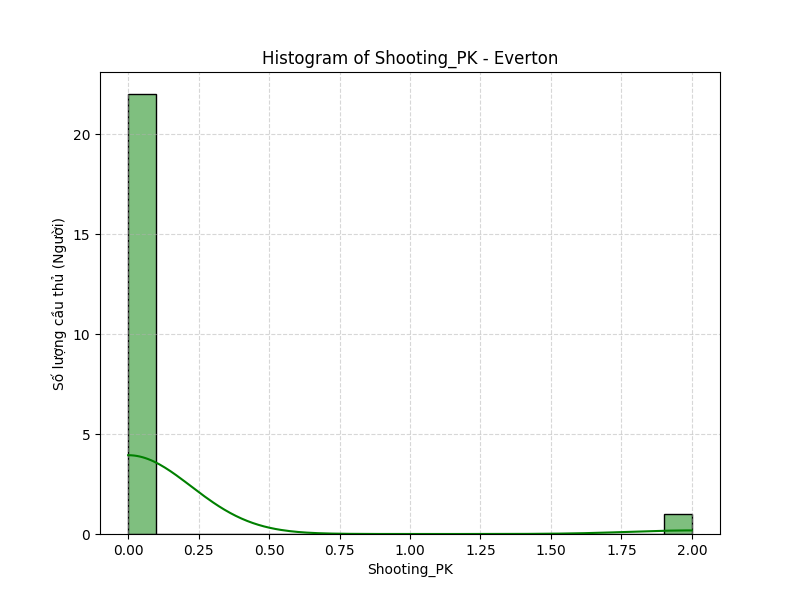 Histogram of Shooting_PK - Everton
Số lượng cầu thủ (Người)
20
15
10
5
0
0.00 0.25 0.50 0.75 1.00 1.25 1.50 1.75 2.00
Shooting_PK